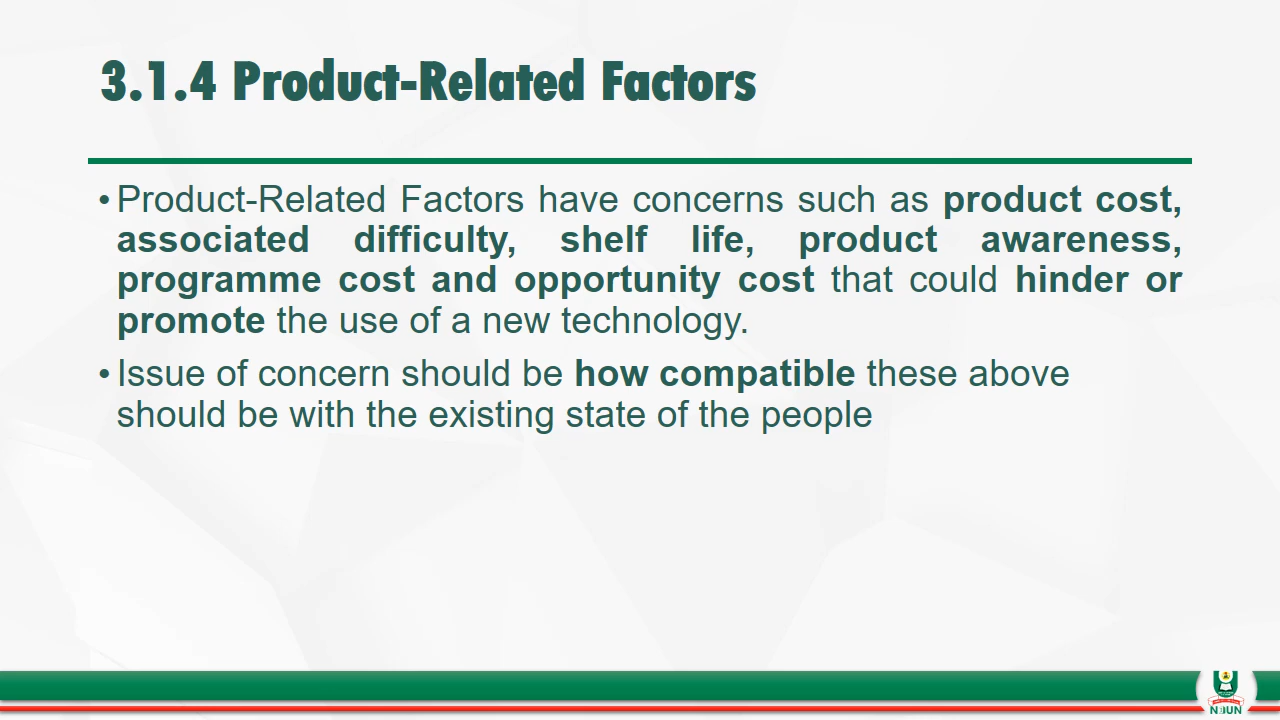 3.1.4 Product-Related Factors
• Product-Related Factors have concerns such as product cost,
associated difficulty, shelf life, product awareness,
programme cost and opportunity cost that could hinder or
promote the use of a new technology.
• Issue of concern should be how compatible these above
should be with the existing state of the people